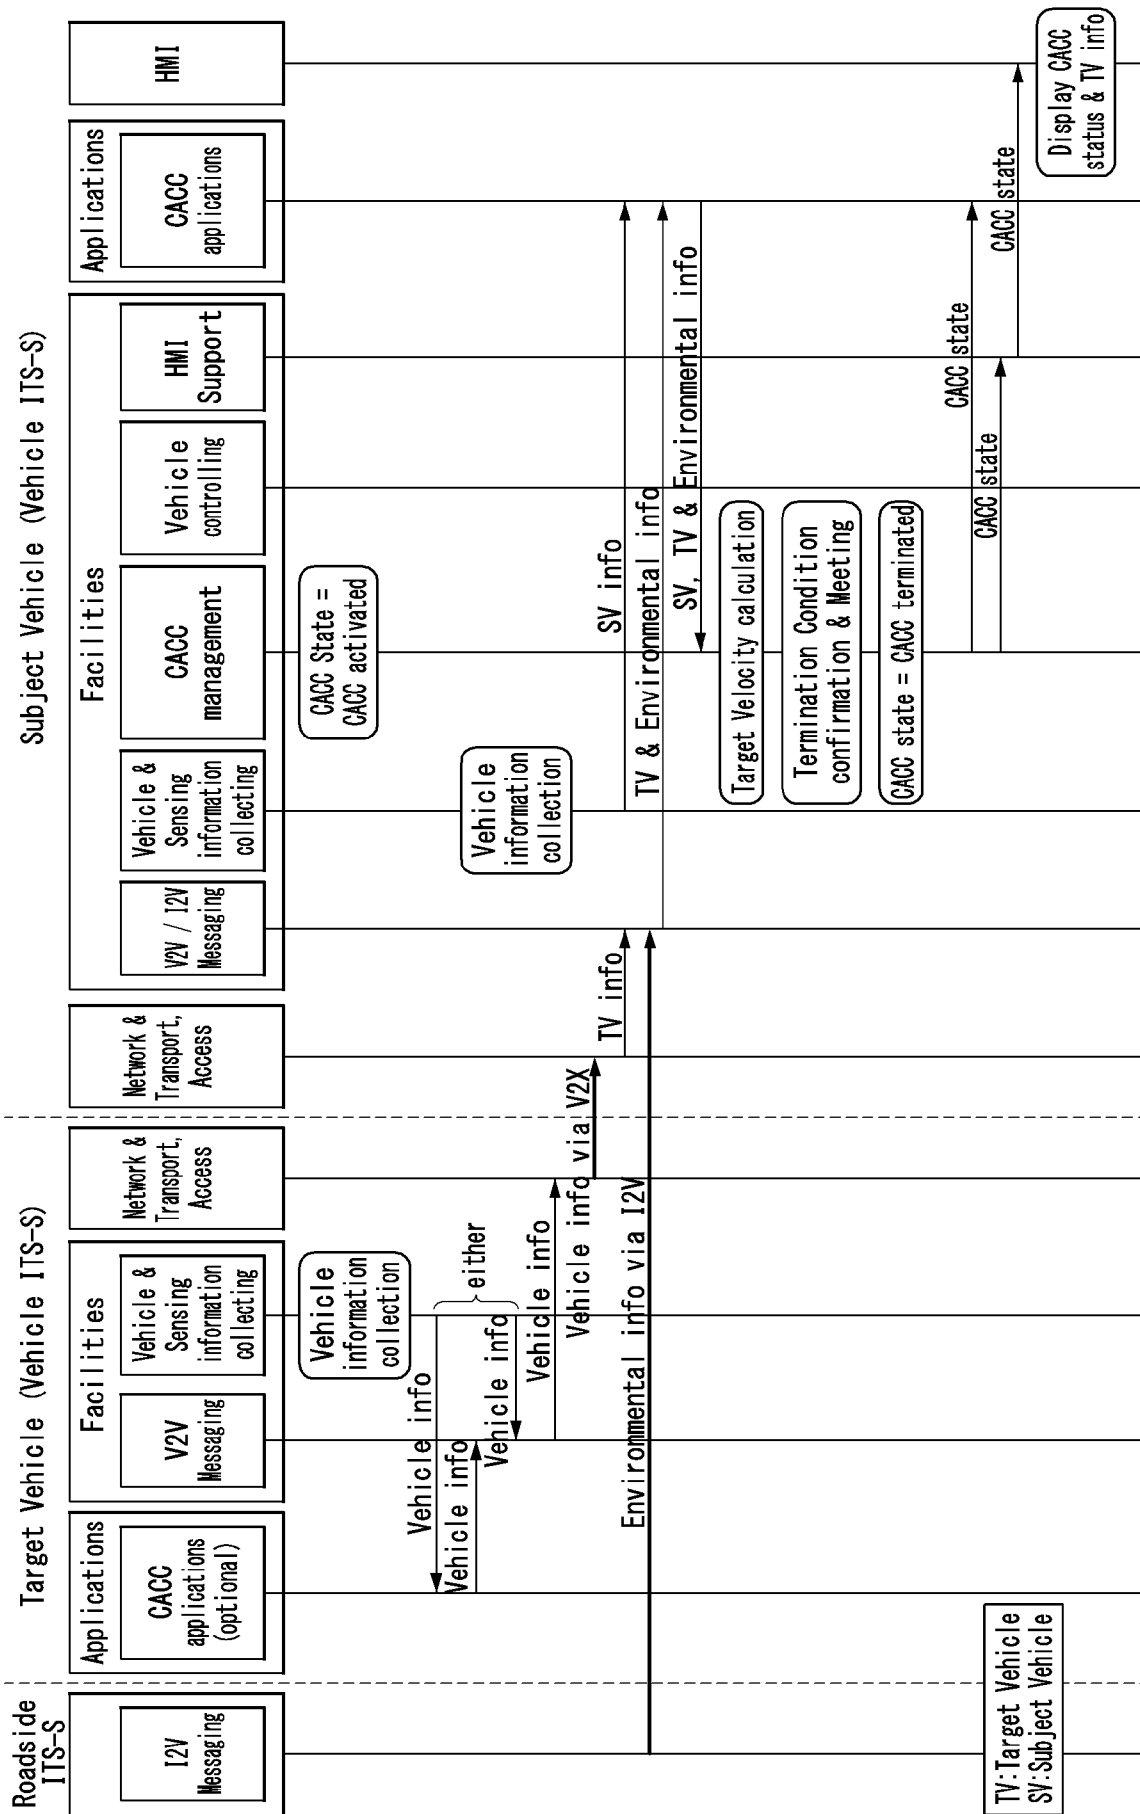 Roadside
ITS-S
Target Vehicle (Vehicle ITS-S)
Subject Vehicle (Vehicle ITS-S)
I2V
Messaging
Applications
CACC
applications
(optional)
Facilities
V2V
Messaging
Vehicle &
Sensing
information
collecting
Network &
Transport,
Access
Network &
Transport,
Access
Facilities
V2V / I2V
Messaging
Vehicle &
Sensing
information
collecting
CACC
management
Vehicle
controlling
HMI
Support
Applications
CACC
applications
HMI
Vehicle
information
collection
CACC State =
CACC activated
Vehicle info
either
Vehicle info
Vehicle info
Vehicle
information
collection
Vehicle info
Vehicle info via V2X
TV info
SV info
Environmental info via I2V
TV & Environmental info
SV, TV & Environmental info
Target Velocity calculation
Termination Condition
confirmation & Meeting
CACC state = CACC terminated
CACC state
CACC state
CACC state
Display CACC
status & TV info
TV:Target Vehicle
SV:Subject Vehicle